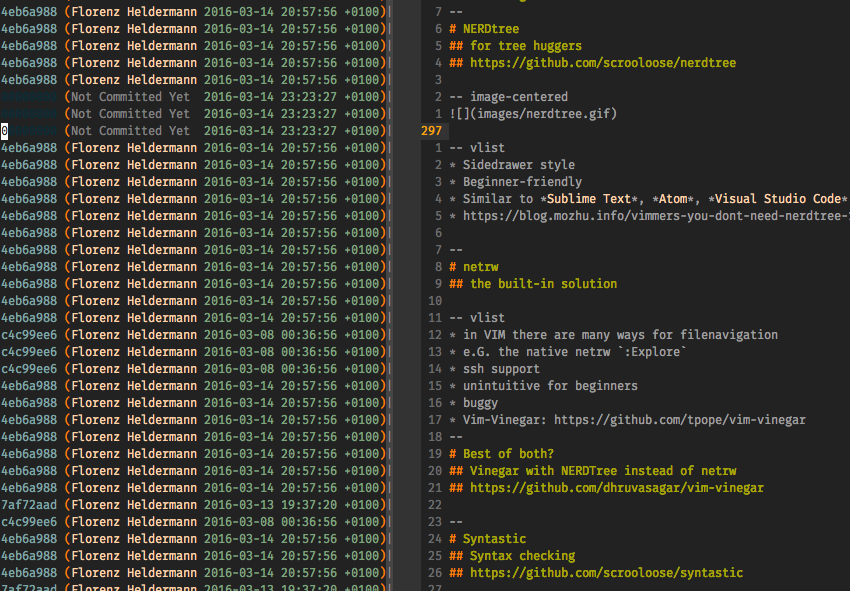 4eb6a988 (Florenz Heldermann 2016-03-14 20:57:56 +0100)
4eb6a988 (Florenz Heldermann 2016-03-14 20:57:56 +0100)
4eb6a988 (Florenz Heldermann 2016-03-14 20:57:56 +0100)
4eb6a988 (Florenz Heldermann 2016-03-14 20:57:56 +0100)
4eb6a988 (Florenz Heldermann 2016-03-14 20:57:56 +0100)
(Not Committed Yet 2016-03-14 23:23:27 +0100)
(Not Committed Yet 2016-03-14 23:23:27 +0100)
0 (Not Committed Yet 2016-03-14 23:23:27 +0100)
4eb6a988 (Florenz Heldermann 2016-03-14 20:57:56 +0100)
4eb6a988 (Florenz Heldermann 2016-03-14 20:57:56 +0100)
4eb6a988 (Florenz Heldermann 2016-03-14 20:57:56 +0100)
4eb6a988 (Florenz Heldermann 2016-03-14 20:57:56 +0100)
4eb6a988 (Florenz Heldermann 2016-03-14 20:57:56 +0100)
4eb6a988 (Florenz Heldermann 2016-03-14 20:57:56 +0100)
4eb6a988 (Florenz Heldermann 2016-03-14 20:57:56 +0100)
4eb6a988 (Florenz Heldermann 2016-03-14 20:57:56 +0100)
4eb6a988 (Florenz Heldermann 2016-03-14 20:57:56 +0100)
4eb6a988 (Florenz Heldermann 2016-03-14 20:57:56 +0100)
4eb6a988 (Florenz Heldermann 2016-03-14 20:57:56 +0100)
c4c99ee6 (Florenz Heldermann 2016-03-08 00:36:56 +0100)
c4c99ee6 (Florenz Heldermann 2016-03-08 00:36:56 +0100)
c4c99ee6 (Florenz Heldermann 2016-03-08 00:36:56 +0100)
4eb6a988 (Florenz Heldermann 2016-03-14 20:57:56 +0100)
4eb6a988 (Florenz Heldermann 2016-03-14 20:57:56 +0100)
4eb6a988 (Florenz Heldermann 2016-03-14 20:57:56 +0100)
4eb6a988 (Florenz Heldermann 2016-03-14 20:57:56 +0100)
4eb6a988 (Florenz Heldermann 2016-03-14 20:57:56 +0100)
4eb6a988 (Florenz Heldermann 2016-03-14 20:57:56 +0100)
4eb6a988 (Florenz Heldermann 2016-03-14 20:57:56 +0100)
7af72aad (Florenz Heldermann 2016-03-13 19:37:20 +0100)
c4c99ee6 (Florenz Heldermann 2016-03-08 00:36:56 +0100)
4eb6a988 (Florenz Heldermann 2016-03-14 20:57:56 +0100)
4eb6a988 (Florenz Heldermann 2016-03-14 20:57:56 +0100)
4eb6a988 (Florenz Heldermann 2016-03-14 20:57:56 +0100)
7af72aad (Florenz Heldermann 2016-03-13 19:37:20 +0100)
7 --
6 # NERDtree
5 ## for tree huggers
4 ## https://github.com/scrooloose/nerdtree
3
2 -- image-centered
1 ![](images/nerdtree.gif)
297
1 -- vlist
2 * Sidedrawer style
3 * Beginner-friendly
4 * Similar to *Sublime Text*, *Atom*, *Visual Studio Code*
5 * https://blog.mozhu.info/vimmers-you-dont-need-nerdtree-
6
7 --
8 # netrw
9 ## the built-in solution
10
11 -- vlist
12 * in VIM there are many ways for filenavigation
13 * e.G. the native netrw `:Explore`
14 * ssh support
15 * unintuitive for beginners
16 * buggy
17 * Vim-Vinegar: https://github.com/tpope/vim-vinegar
18 --
19 # Best of both?
20 ## Vinegar with NERDTree instead of netrw
21 ## https://github.com/dhruvasagar/vim-vinegar
22
23 --
24 # Syntastic
25 ## Syntax checking
26 ## https://github.com/scrooloose/syntastic
27